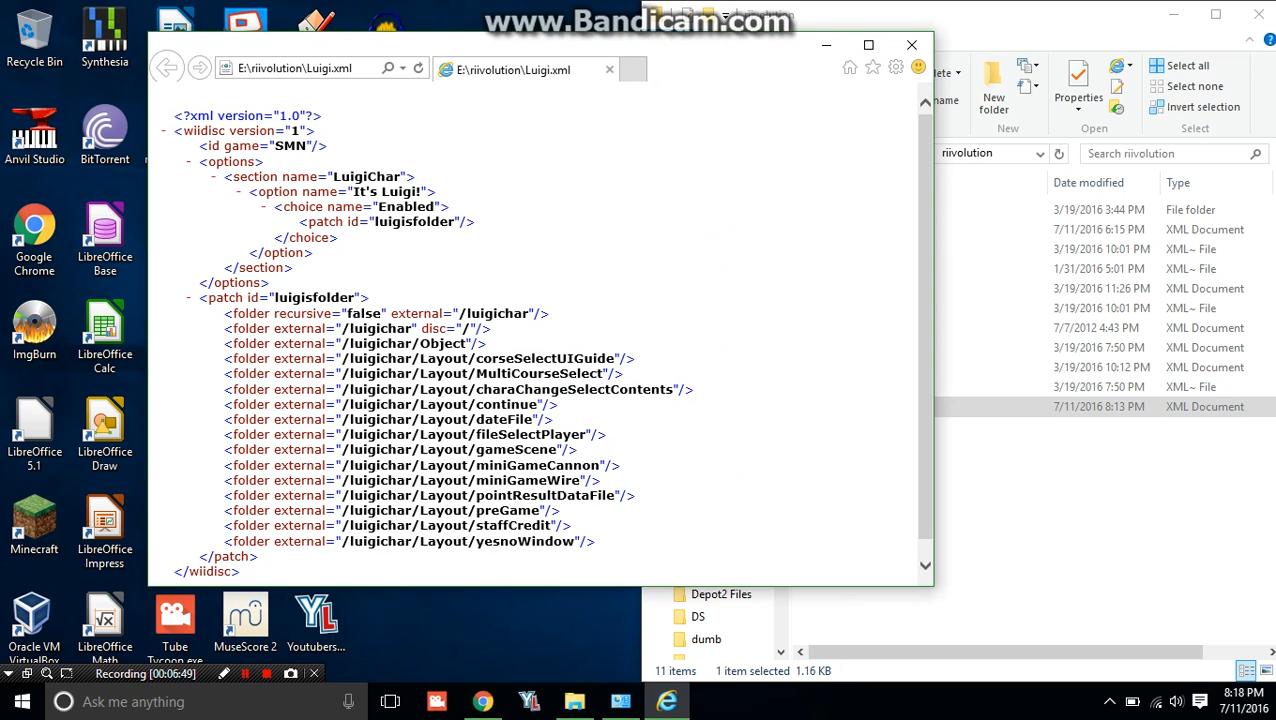 www.Bandicam.com
Recycle Bin
Synthesia
Anvil Studio
BitTorrent
Google Chrome
LibreOffice Base
ImgBurn
LibreOffice Calc
LibreOffice 5.1
LibreOffice Draw
Minecraft
LibreOffice Impress
Oracle VM VirtualBox
LibreOffice Math
Tube Tycoon.exe
MuseScore 2
Youtubers...
E:\riivolution\Luigi.xml
E:\riivolution\Luigi.xml
<?xml version="1.0"?>
- <wiidisc version="1">
<id game="SMN"/>
- <options>
- <section name="LuigiChar">
- <option name="It's Luigi!">
- <choice name="Enabled">
<patch id="luigisfolder"/>
</choice>
</option>
</section>
</options>
- <patch id="luigisfolder">
<folder recursive="false" external="/luigichar"/>
<folder external="/luigichar" disc="/"/>
<folder external="/luigichar/Object"/>
<folder external="/luigichar/Layout/corseSelectUIGuide"/>
<folder external="/luigichar/Layout/MultiCourseSelect"/>
<folder external="/luigichar/Layout/charaChangeSelectContents"/>
<folder external="/luigichar/Layout/continue"/>
<folder external="/luigichar/Layout/dateFile"/>
<folder external="/luigichar/Layout/fileSelectPlayer"/>
<folder external="/luigichar/Layout/gameScene"/>
<folder external="/luigichar/Layout/miniGameCannon"/>
<folder external="/luigichar/Layout/miniGameWire"/>
<folder external="/luigichar/Layout/pointResultDataFile"/>
<folder external="/luigichar/Layout/preGame"/>
<folder external="/luigichar/Layout/staffCredit"/>
<folder external="/luigichar/Layout/yesnoWindow"/>
</patch>
</wiidisc>
New folder
New
Properties
Open
Select all
Select none
Invert selection
Select
riivolution
Search riivolution
Date modified Type
3/19/2016 3:44 PM File folder
7/11/2016 6:15 PM XML Document
3/19/2016 10:01 PM XML~ File
1/31/2016 5:01 PM XML~ File
3/19/2016 11:26 PM XML~ File
3/19/2016 10:01 PM XML~ File
7/7/2012 4:43 PM XML Document
3/19/2016 7:50 PM XML Document
3/19/2016 10:12 PM XML Document
3/19/2016 7:50 PM XML~ File
7/11/2016 8:13 PM XML Document
Depot2 Files
DS
dumb
11 items 1 item selected 1.16 KB
Recording [00:06:49]
Ask me anything
8:18 PM
7/11/2016